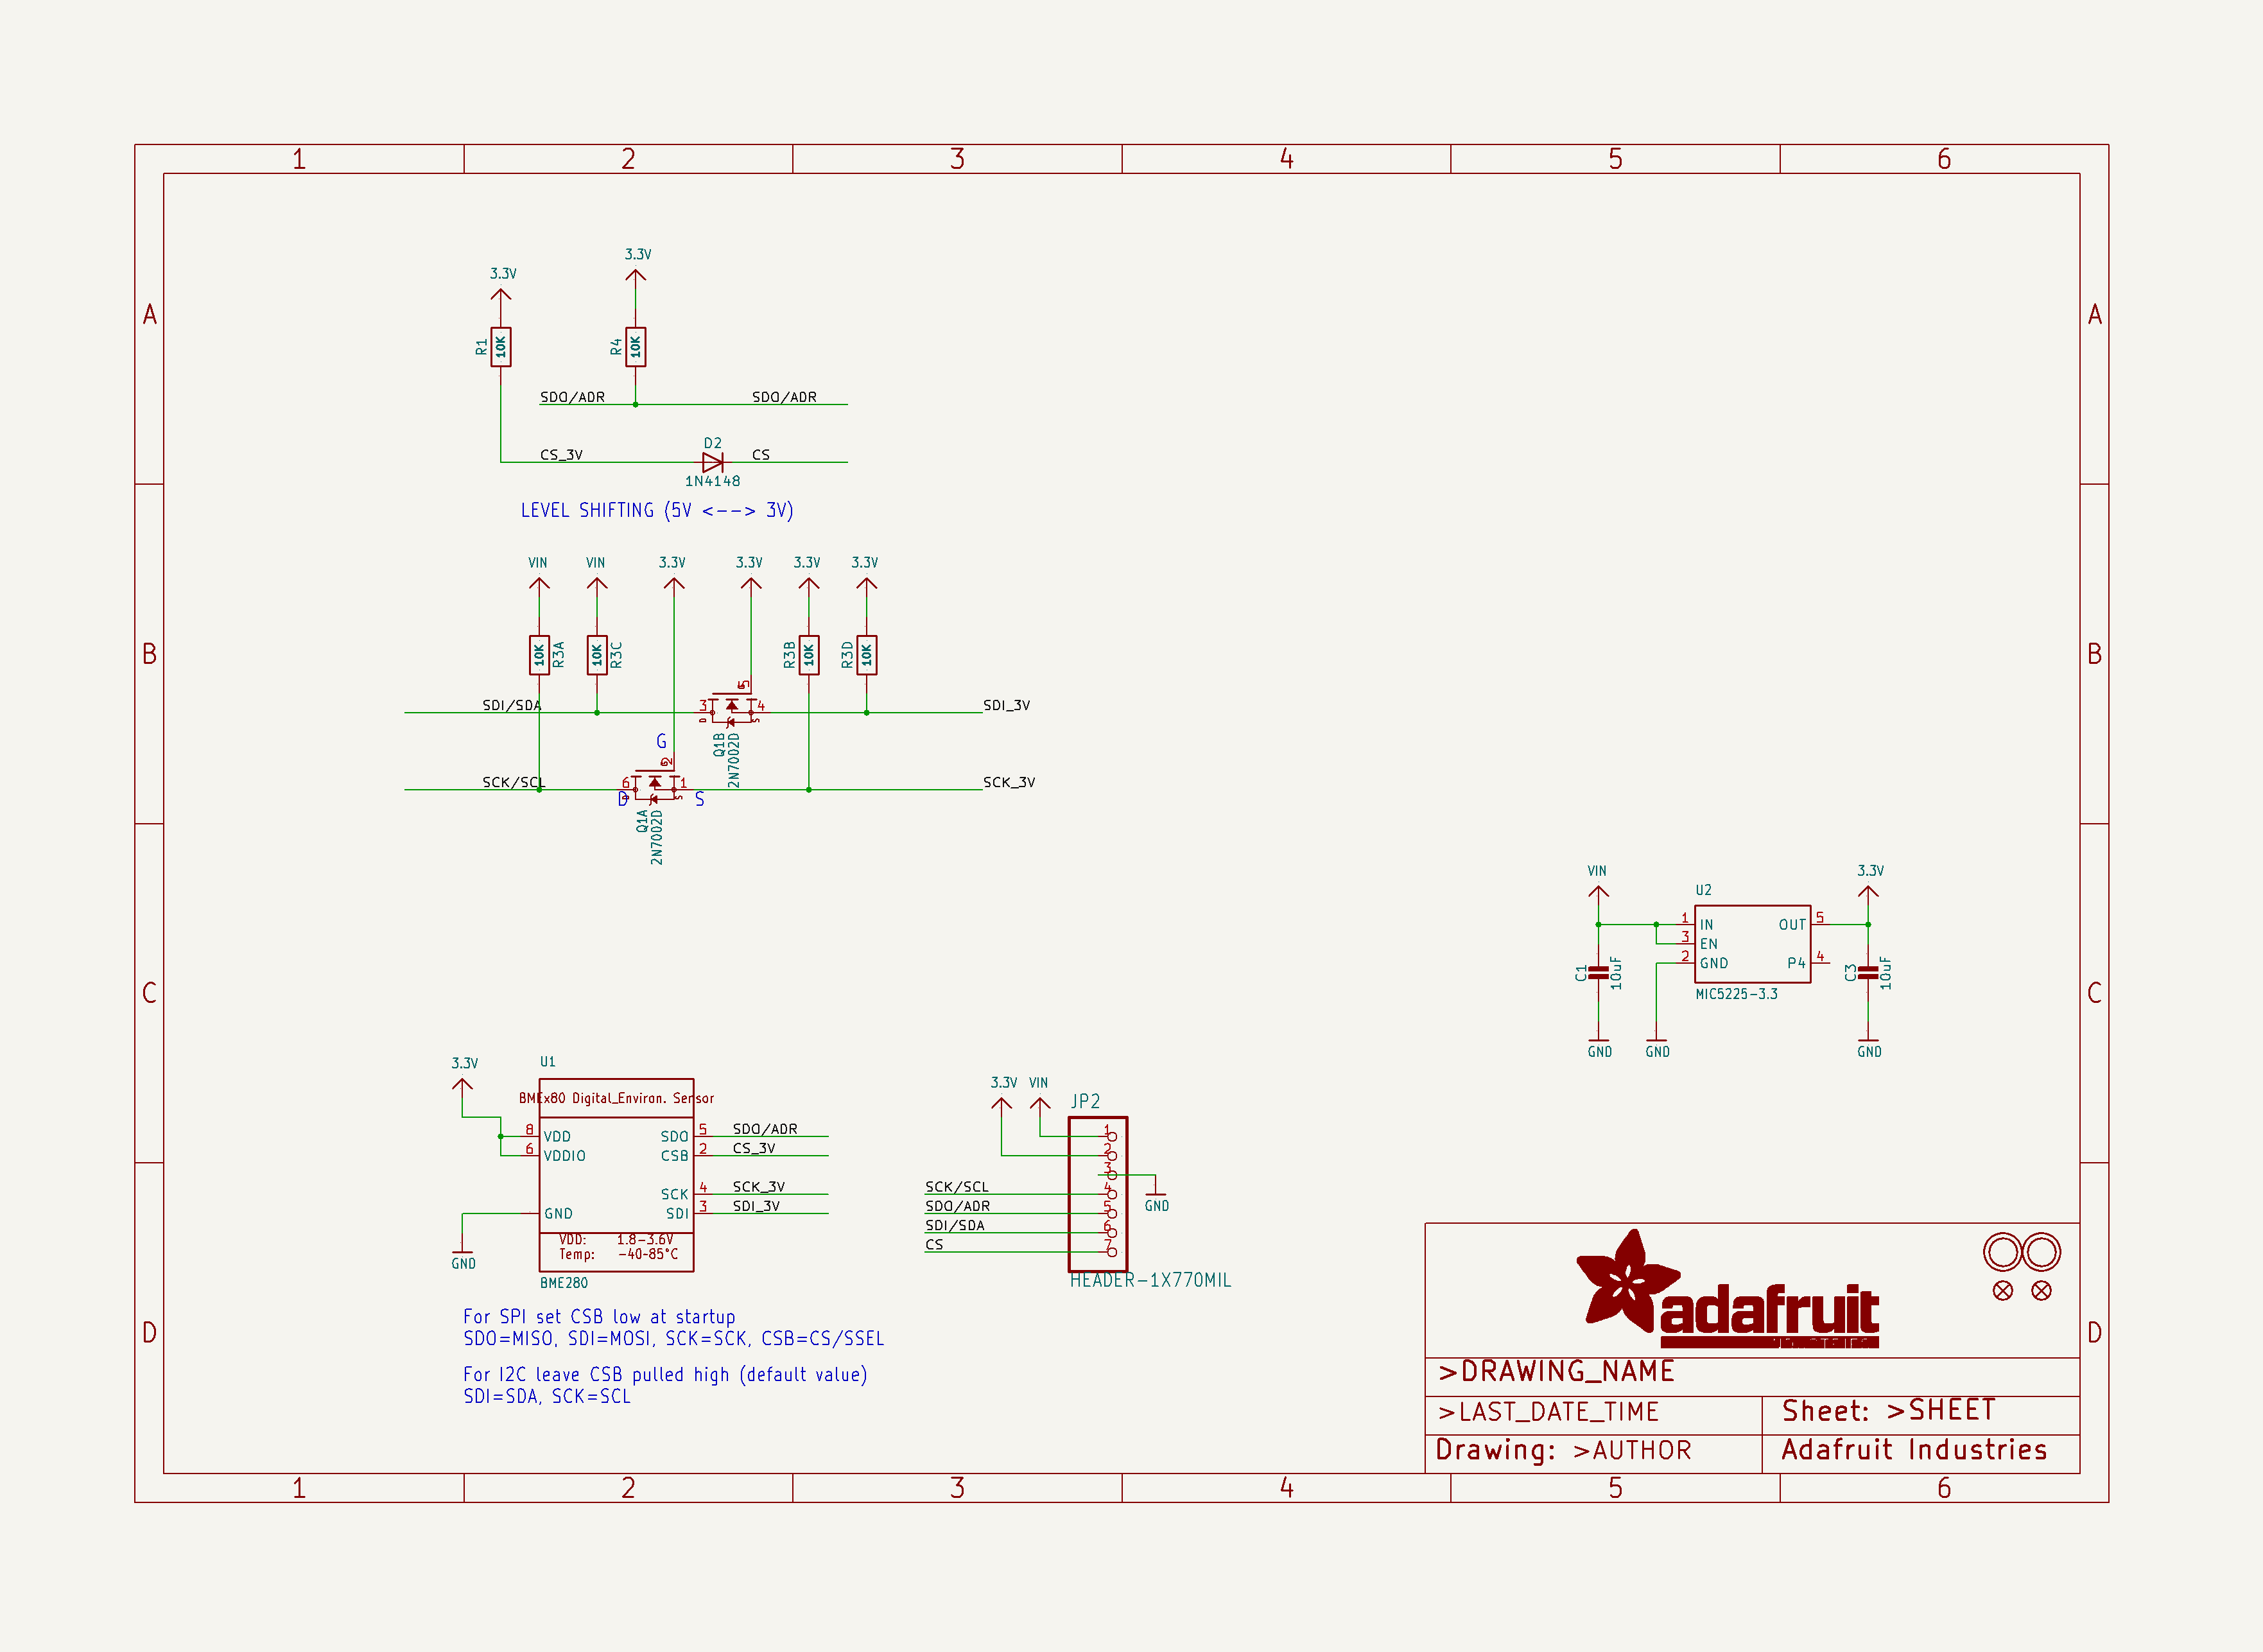 1 2 3 4 5 6
A A
3.3V
3.3V
R1 10K
R4 10K
SDO/ADR SDO/ADR
D2
CS_3V CS
1N4148
LEVEL SHIFTING (5V <--> 3V)
VIN VIN 3.3V 3.3V 3.3V 3.3V
B B
10K R3A
10K R3C
R3B 10K
R3D 10K
G 5
SDI/SDA 3 4 SDI_3V
D S
Q1B
2N7002D
G
G 2
SCK/SCL 6 1 SCK_3V
D D S S
Q1A
2N7002D
VIN 3.3V
U2
1 IN OUT 5
3 EN
2 GND P4 4
C1 10uF
C3 10uF
MIC5225-3.3
C C
GND GND GND
3.3V U1
BMEx80 Digital_Environ. Sensor
8 VDD SDO 5 SDO/ADR
6 VDDIO CSB 2 CS_3V
SCK 4 SCK_3V
GND SDI 3 SDI_3V
VDD: 1.8-3.6V
Temp: -40-85°C
GND
BME280
3.3V VIN
JP2
1
2
3
SCK/SCL 4
SDO/ADR 5
SDI/SDA 6
CS 7
GND
HEADER-1X770MIL
For SPI set CSB low at startup
SDO=MISO, SDI=MOSI, SCK=SCK, CSB=CS/SSEL
For I2C leave CSB pulled high (default value)
SDI=SDA, SCK=SCL
D D
adafruit
>DRAWING_NAME
>LAST_DATE_TIME
Sheet: >SHEET
Drawing: >AUTHOR
Adafruit Industries
1 2 3 4 5 6